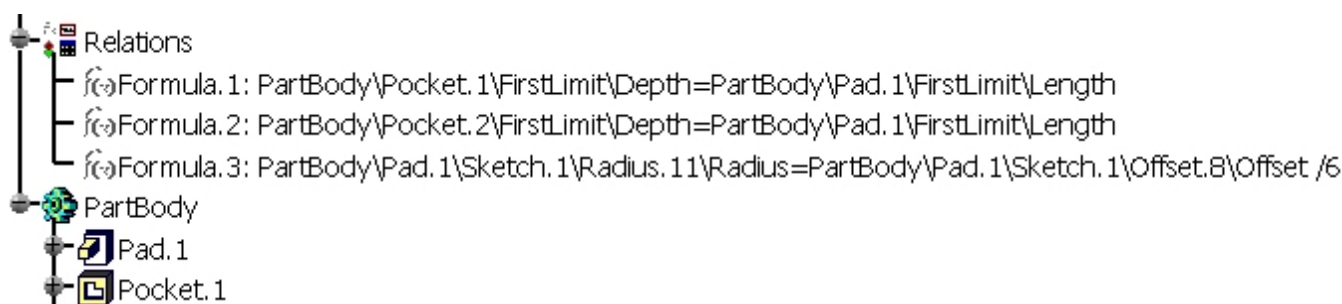 Relations
Formula.1: PartBody\Pocket.1\FirstLimit\Depth=PartBody\Pad.1\FirstLimit\Length
Formula.2: PartBody\Pocket.2\FirstLimit\Depth=PartBody\Pad.1\FirstLimit\Length
Formula.3: PartBody\Pad.1\Sketch.1\Radius.11\Radius=PartBody\Pad.1\Sketch.1\Offset.8\Offset /6
PartBody
Pad.1
Pocket.1